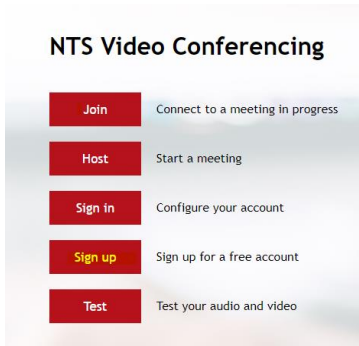 NTS Video Conferencing
Join Connect to a meeting in progress
Host Start a meeting
Sign in Configure your account
Sign up Sign up for a free account
Test Test your audio and video